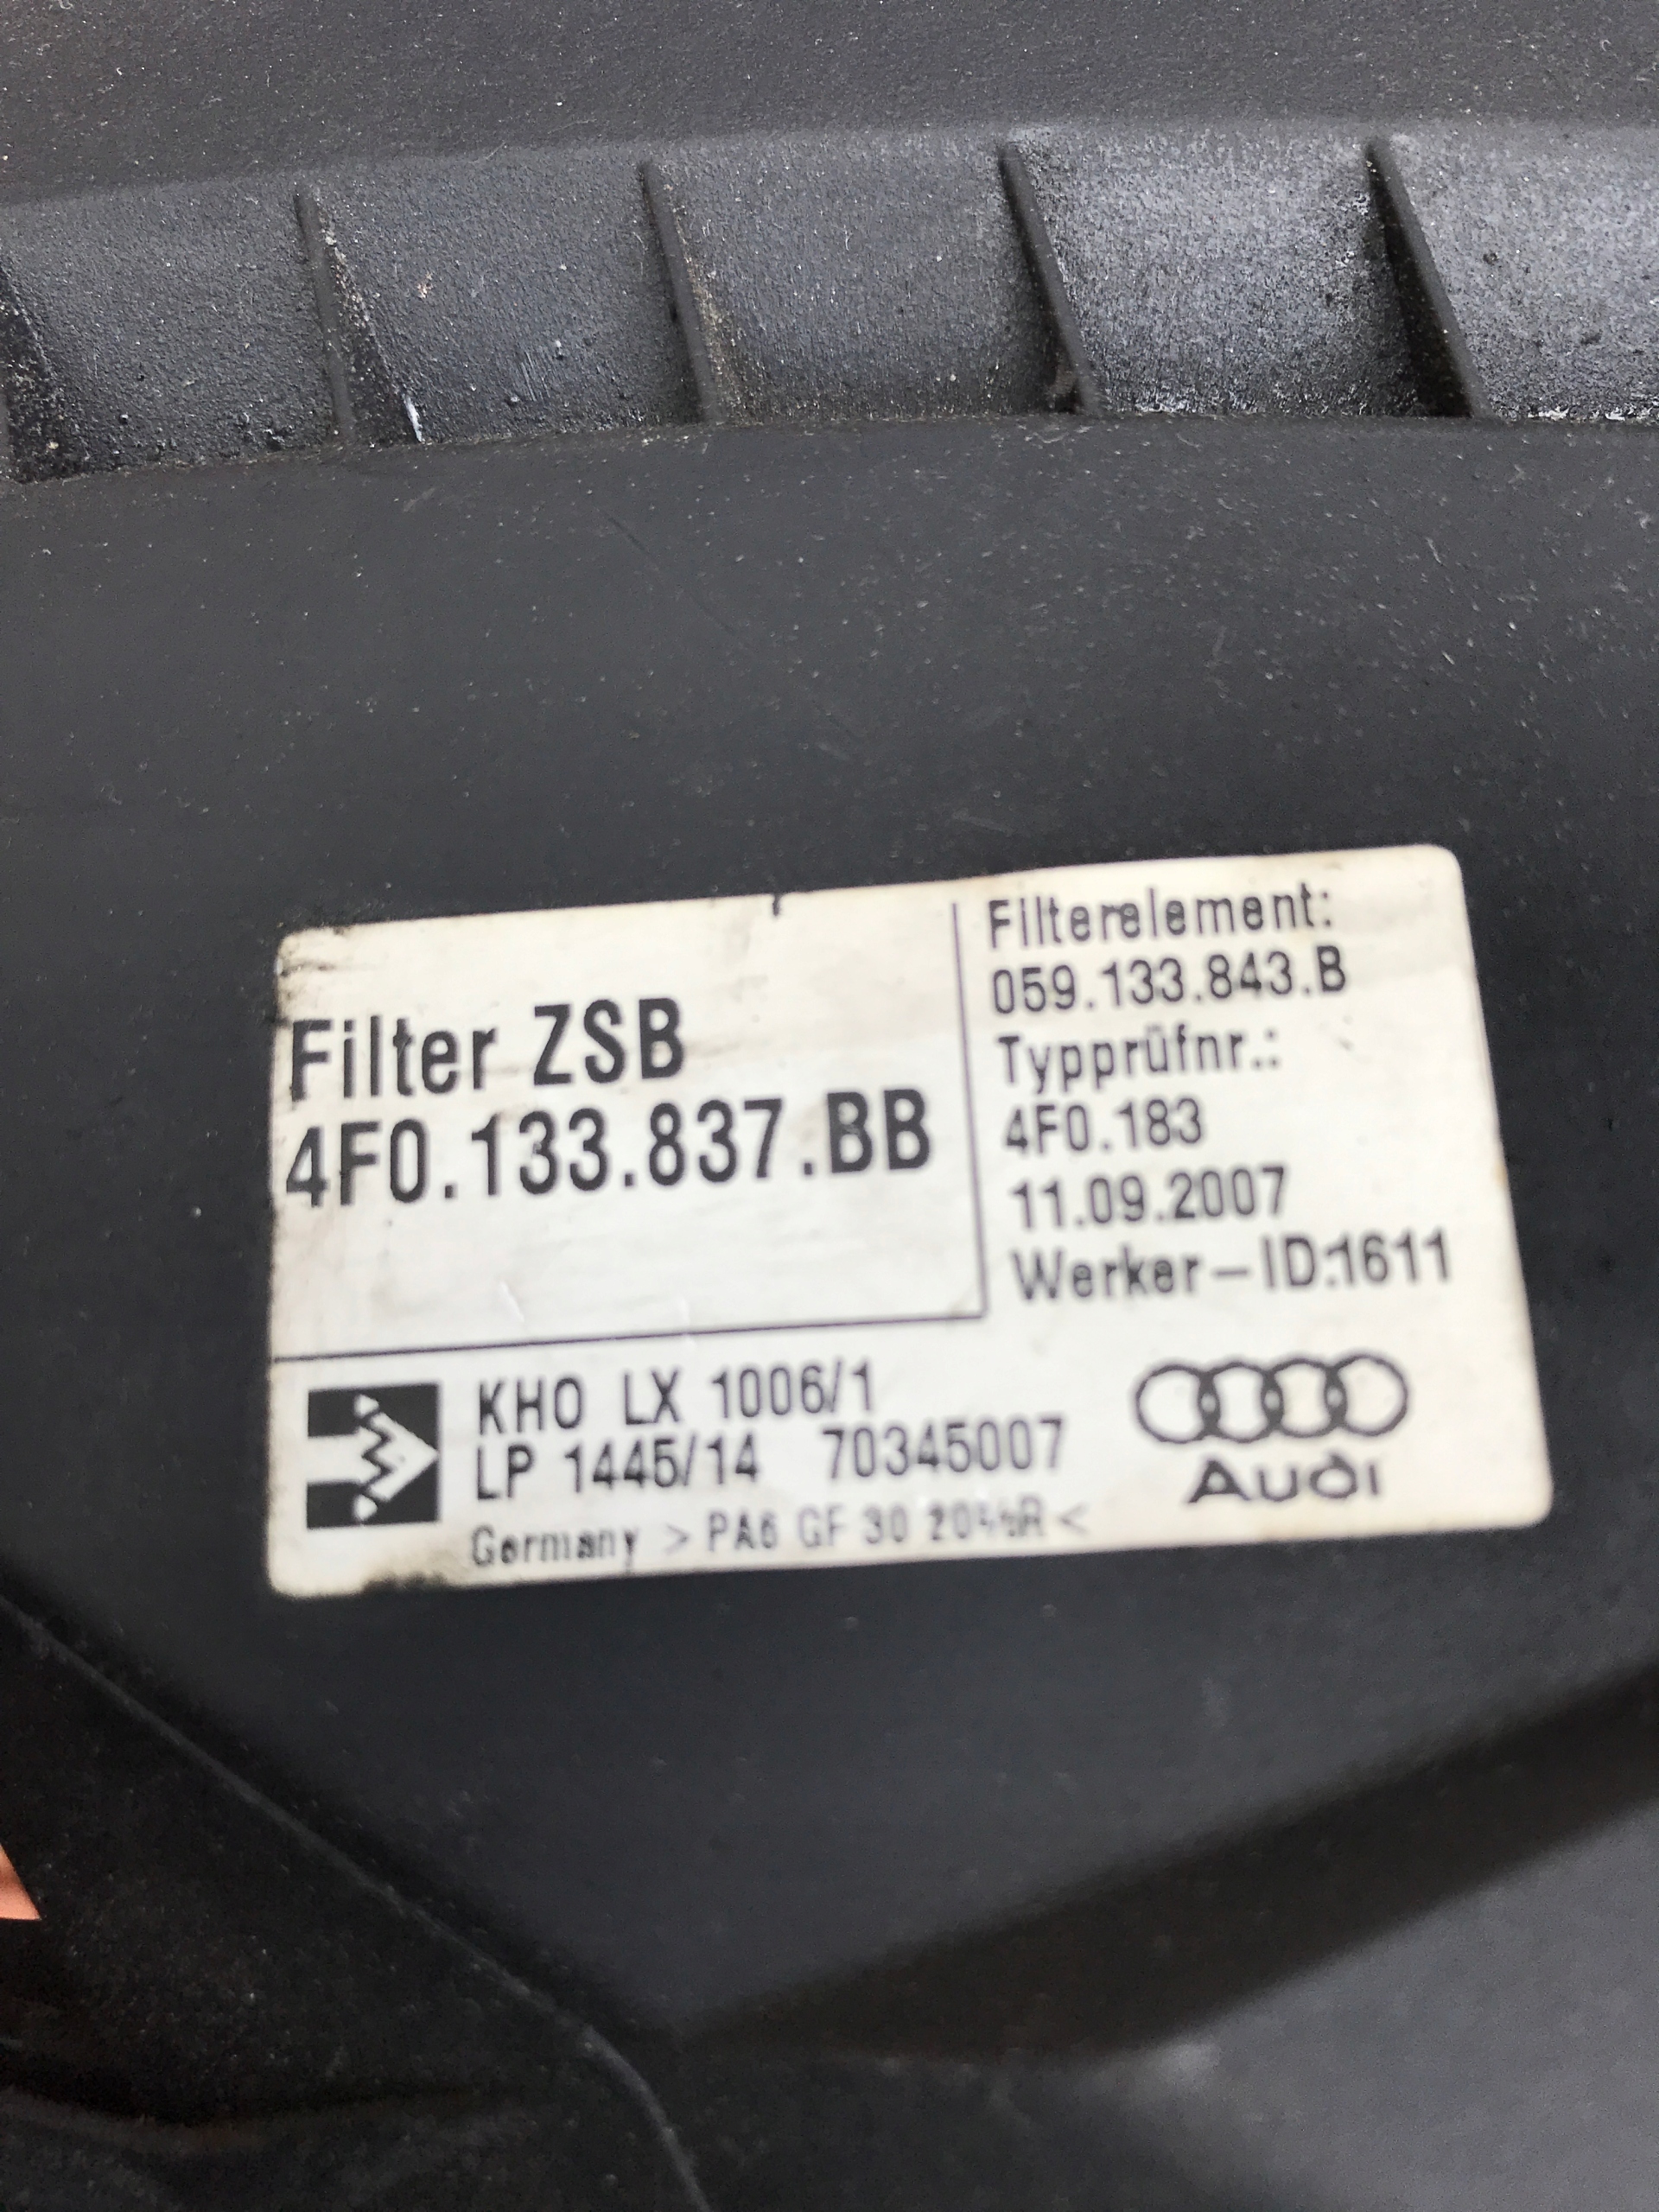 Filter ZSB
4F0.133.837.BB
Filterelement:
059.133.843.B
Typprüfnr.:
4F0.183
11.09.2007
Werker-ID:1611
KHO LX 1006/1
LP 1445/14 70345007
Germany >PA6 GF 30
Audi